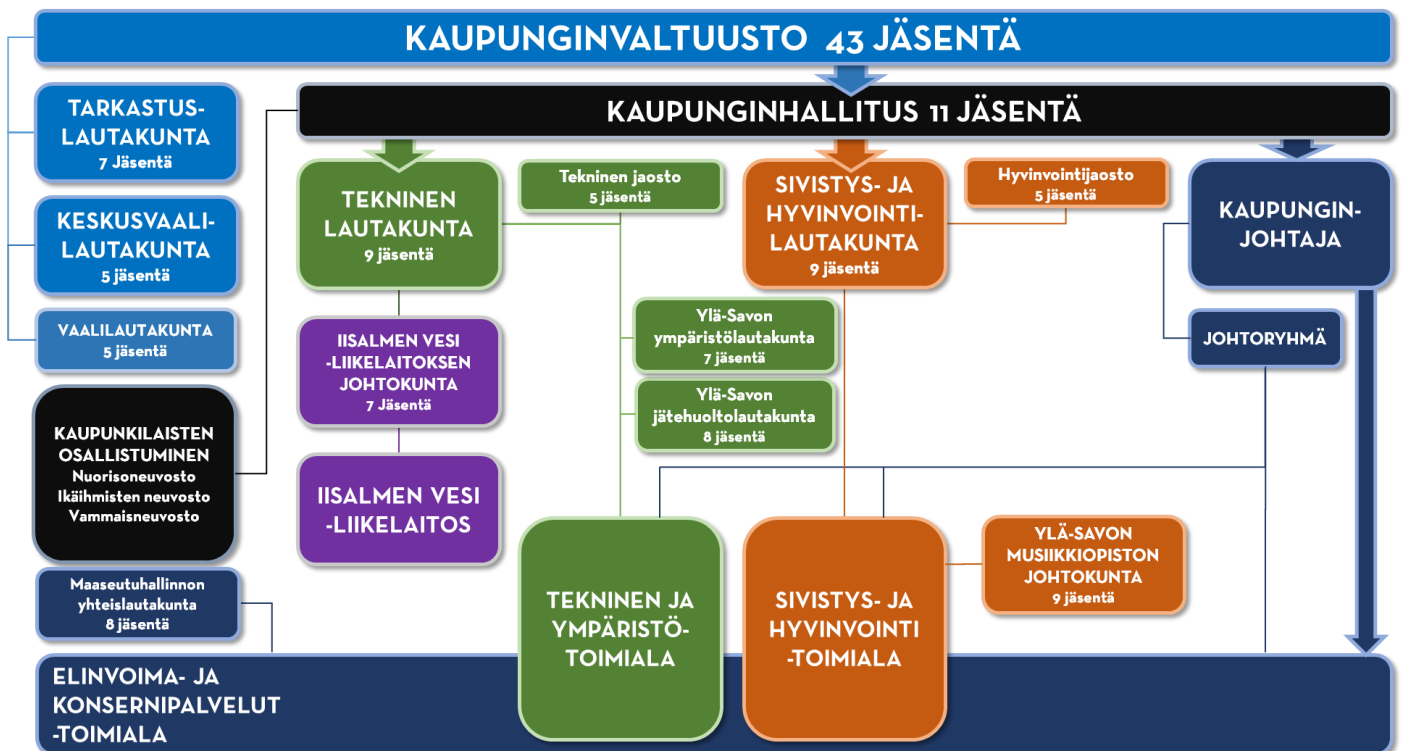 KAUPUNGINVALTUUSTO 43 JÄSENTÄ
KAUPUNGINHALLITUS 11 JÄSENTÄ
TARKASTUS-
LAUTAKUNTA
7 Jäsentä
KESKUSVAALI-
LAUTAKUNTA
5 jäsentä
VAALILAUTAKUNTA
5 jäsentä
KAUPUNKILAISTEN
OSALLISTUMINEN
Nuorisoneuvosto
Ikäihmisten neuvosto
Vammaisneuvosto
Maaseutuhallinnon
yhteislautakunta
8 jäsentä
TEKNINEN
LAUTAKUNTA
9 jäsentä
IISALMEN VESI
-LIIKELAITOKSEN
JOHTOKUNTA
7 Jäsentä
IISALMEN VESI
-LIIKELAITOS
Tekninen jaosto
5 jäsentä
Ylä-Savon
ympäristölautakunta
7 jäsentä
Ylä-Savon
jätehuoltolautakunta
8 jäsentä
TEKNINEN JA
YMPÄRISTÖ-
TOIMIALA
SIVISTYS- JA
HYVINVOINTI-
LAUTAKUNTA
9 jäsentä
Hyvinvointijaosto
5 jäsentä
SIVISTYS- JA
HYVINVOINTI
-TOIMIALA
YLÄ-SAVON
MUSIIKKIOPISTON
JOHTOKUNTA
9 jäsentä
KAUPUNGIN-
JOHTAJA
JOHTORYHMÄ
ELINVOIMA- JA
KONSERNIPALVELUT
-TOIMIALA